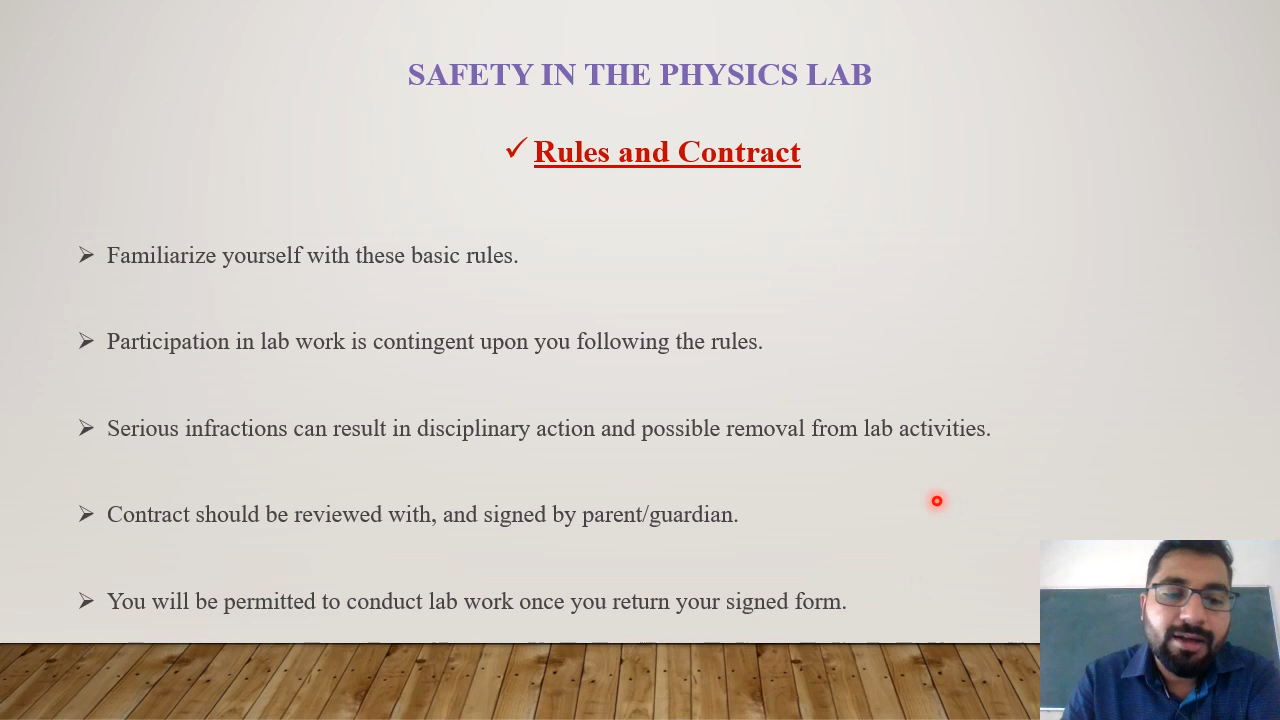 SAFETY IN THE PHYSICS LAB
✓ Rules and Contract
➢ Familiarize yourself with these basic rules.
➢ Participation in lab work is contingent upon you following the rules.
➢ Serious infractions can result in disciplinary action and possible removal from lab activities.
➢ Contract should be reviewed with, and signed by parent/guardian.
➢ You will be permitted to conduct lab work once you return your signed form.